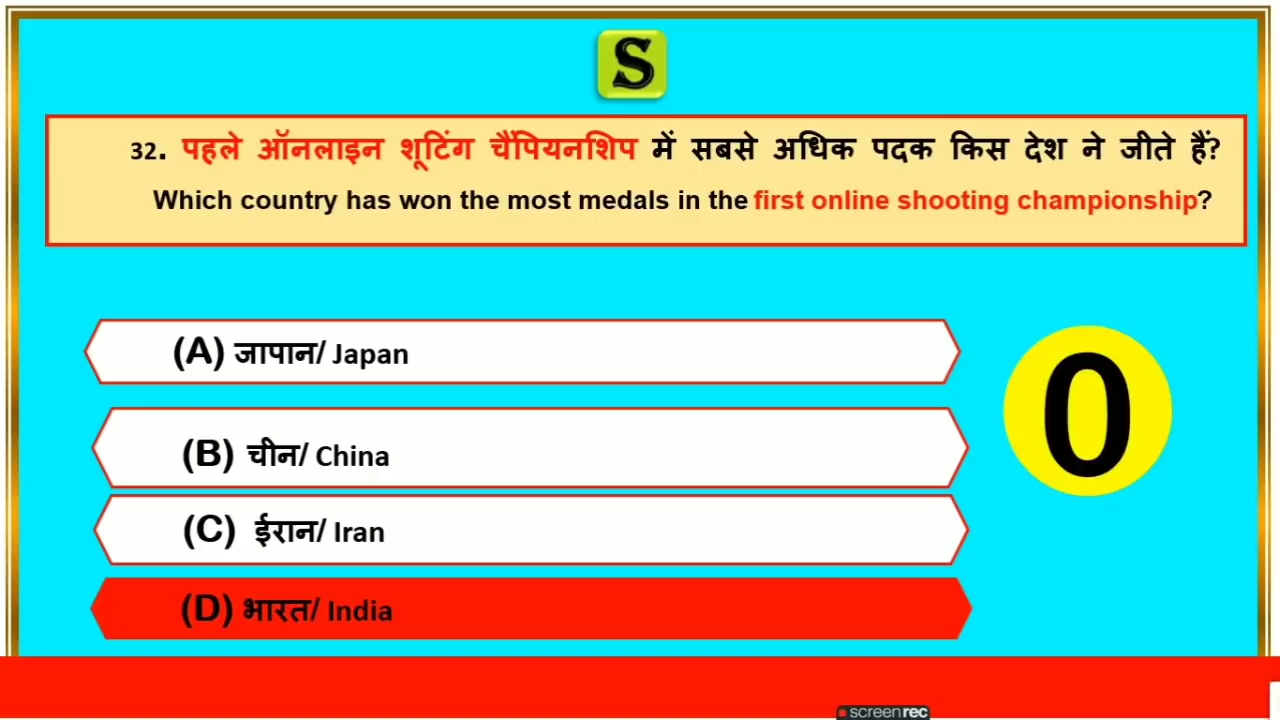 S
32. पहले ऑनलाइन शूटिंग चैंपियनशिप में सबसे अधिक पदक किस देश ने जीते हैं?
Which country has won the most medals in the first online shooting championship?
(A) जापान/ Japan
0
(B) चीन/ China
(C) ईरान/ Iran
(D) भारत/ India
screenrec